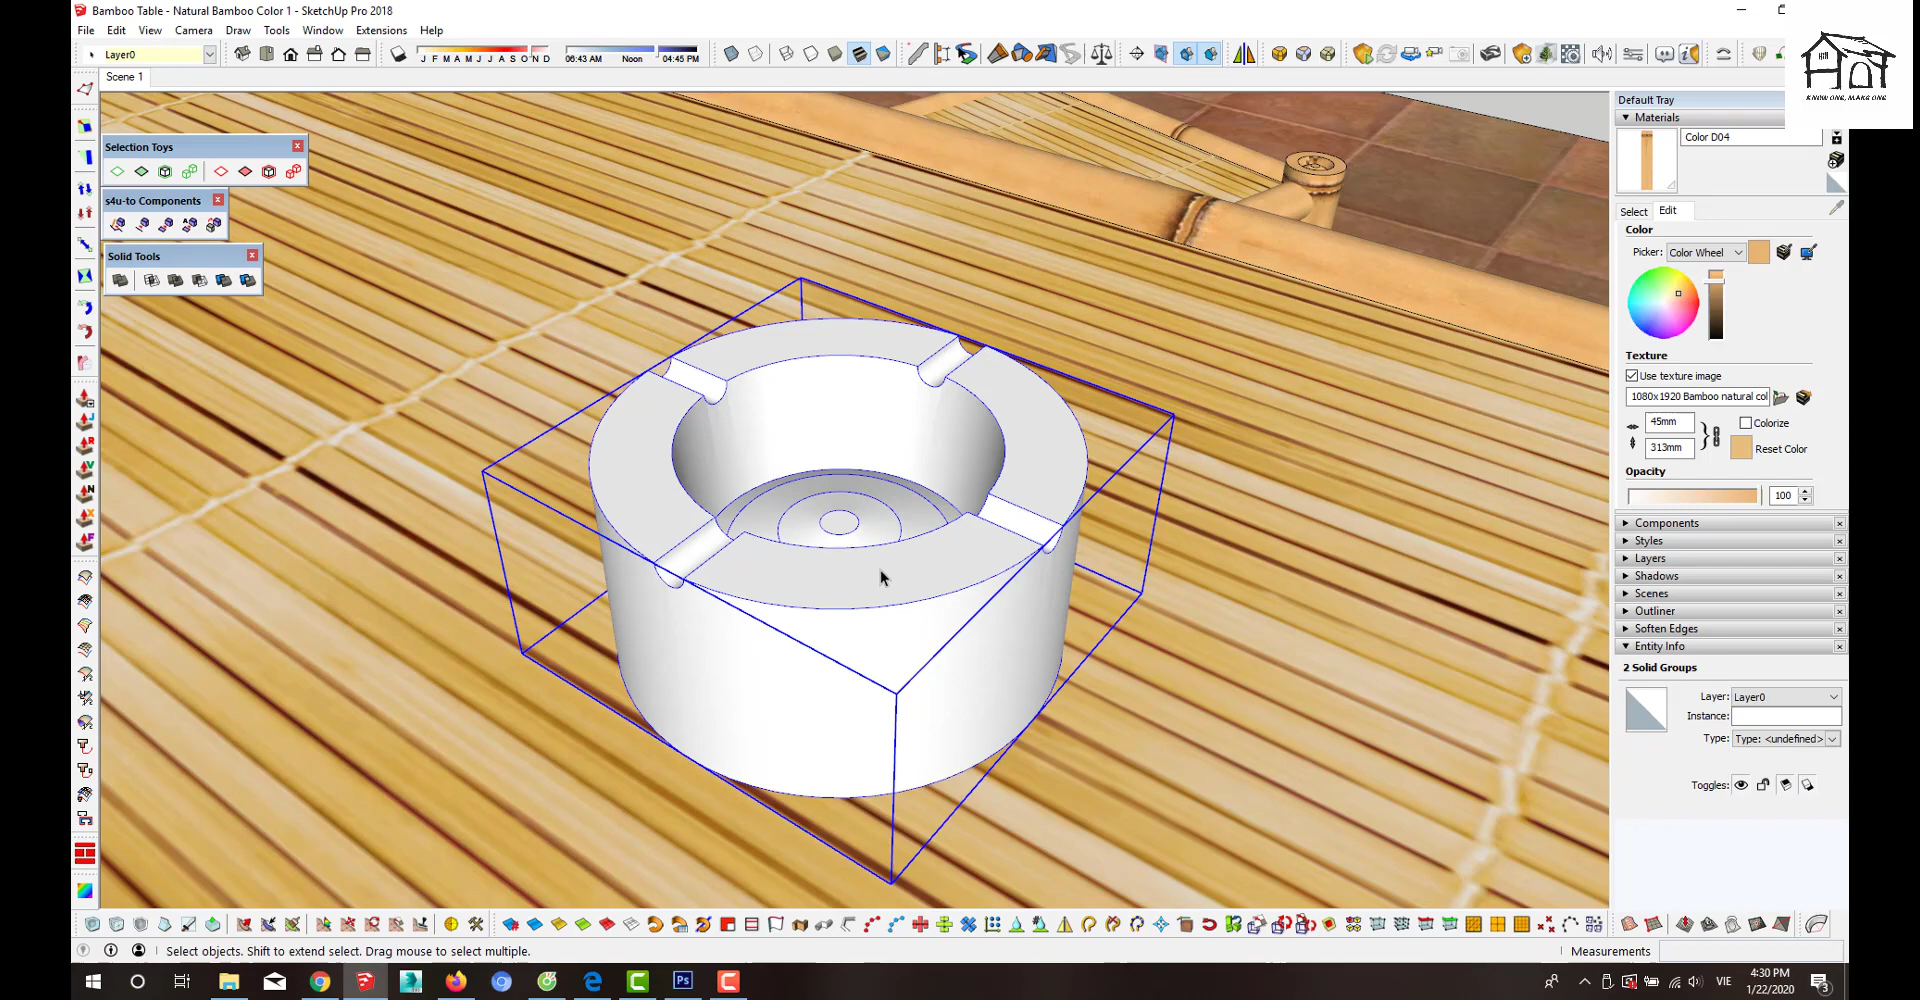 Bamboo Table - Natural Bamboo Color 1 - SketchUp Pro 2018
File Edit View Camera Draw Tools Window Extensions Help
Layer0
J F M A M J J A S O N D
06:43 AM Noon 04:45 PM
Scene 1
KNOW ONE, MAKE ONE
Default Tray
Materials
Color D04
Selection Toys
s4u-to Components
Solid Tools
Select Edit
Color
Picker: Color Wheel
Texture
Use texture image
1080x1920 Bamboo natural col
45mm
Colorize
313mm
Reset Color
Opacity
100
Components
Styles
Layers
Shadows
Scenes
Outliner
Soften Edges
Entity Info
2 Solid Groups
Layer: Layer0
Instance:
Type: Type: <undefined>
Toggles:
Select objects. Shift to extend select. Drag mouse to select multiple.
Measurements
VIE
4:30 PM
1/22/2020
3